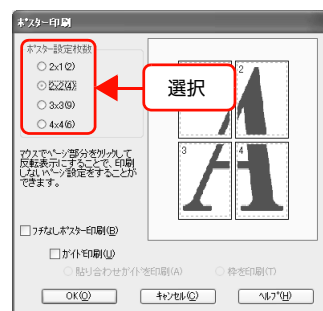 ポスター印刷
ポスター設定枚数
2x1(2)
2x2(4)
3x3(9)
4x4(6)
選択
2
3
4
マウスでページ部分をクリックして
反転表示にすることで、印刷
しないページ設定をすることが
できます。
フチなしポスター印刷(B)
ガイド印刷(U)
貼り合わせガイドを印刷(A)
枠を印刷(T)
OK(O)
キャンセル(C)
ヘルプ(H)